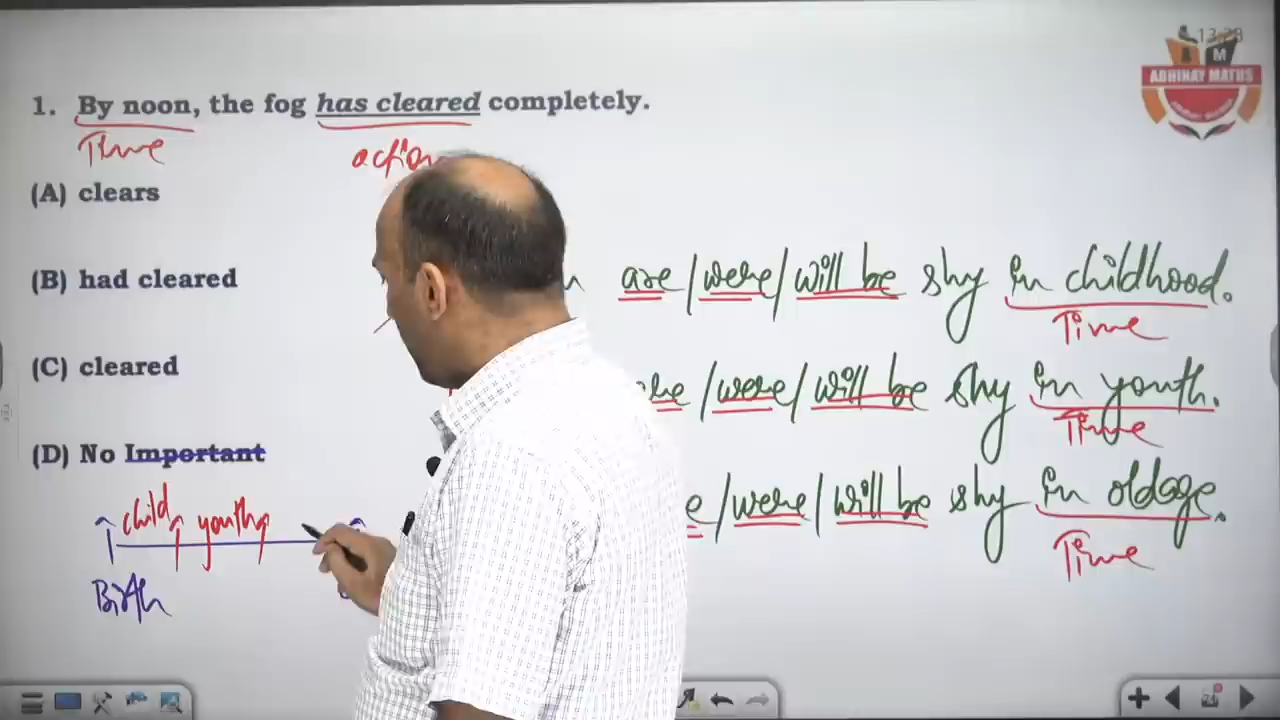 1. By noon, the fog has cleared completely.
Time
action
(A) clears
(B) had cleared
(C) cleared
(D) No Important
child youth
Birth
are/were/will be shy in childhood.
Time
/were/will be shy in youth.
Time
/were/will be shy in oldage.
Time
13:28
A M
ABHINAY MATHS